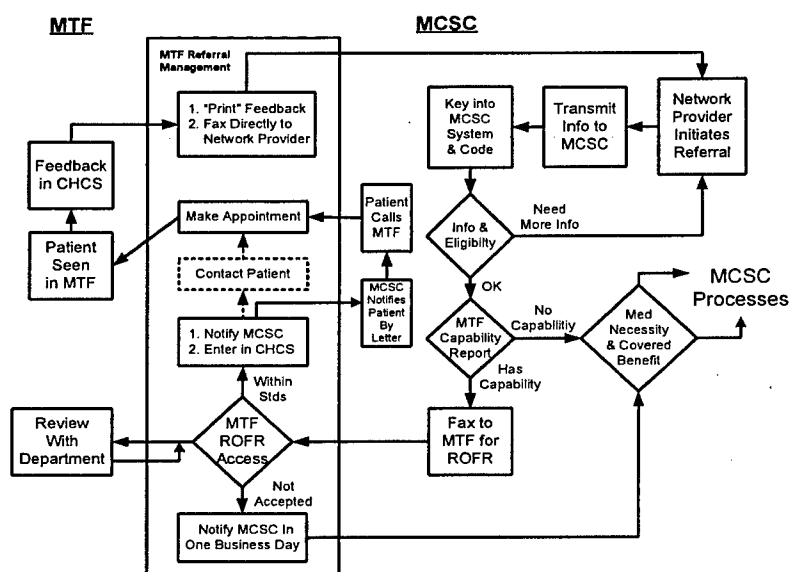 MTF
MCSC
MTF Referral
Management
1. "Print" Feedback
2. Fax Directly to
Network Provider
Key into
MCSC
System
& Code
Transmit
Info to
MCSC
Network
Provider
Initiates
Referral
Feedback
in CHCS
Make Appointment
Patient
Calls
MTF
Info &
Eligibilty
Need
More Info
Patient
Seen
in MTF
Contact Patient
MCSC
Notifies
Patient
By
Letter
OK
1. Notify MCSC
2. Enter in CHCS
MTF
Capability
Report
No
Capablitiy
Med
Necessity
& Covered
Benefit
MCSC
Processes
Has
Capability
Within
Stds
Review
With
Department
MTF
ROFR
Access
Fax to
MTF for
ROFR
Not
Accepted
Notify MCSC In
One Business Day